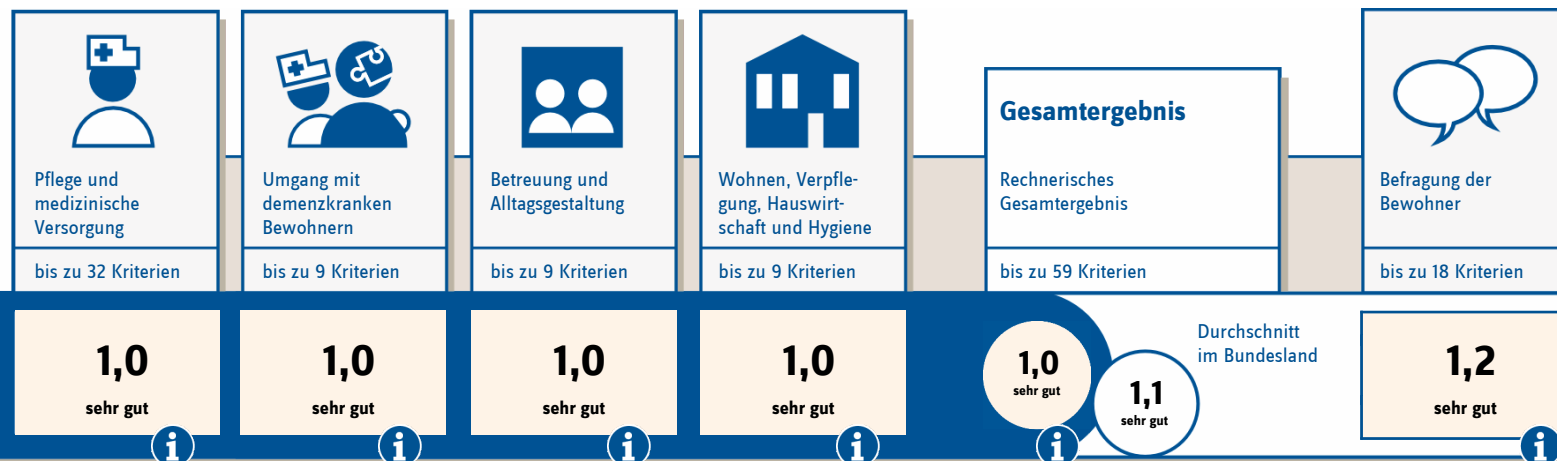 Pflege und
medizinische
Versorgung
bis zu 32 Kriterien
1,0
sehr gut
i
Umgang mit
demenzkranken
Bewohnern
bis zu 9 Kriterien
1,0
sehr gut
i
Betreuung und
Alltagsgestaltung
bis zu 9 Kriterien
1,0
sehr gut
i
Wohnen, Verpfle-
gung, Hauswirt-
schaft und Hygiene
bis zu 9 Kriterien
1,0
sehr gut
i
Gesamtergebnis
Rechnerisches
Gesamtergebnis
bis zu 59 Kriterien
1,0
sehr gut
i
1,1
sehr gut
Durchschnitt
im Bundesland
Befragung der
Bewohner
bis zu 18 Kriterien
1,2
sehr gut
i